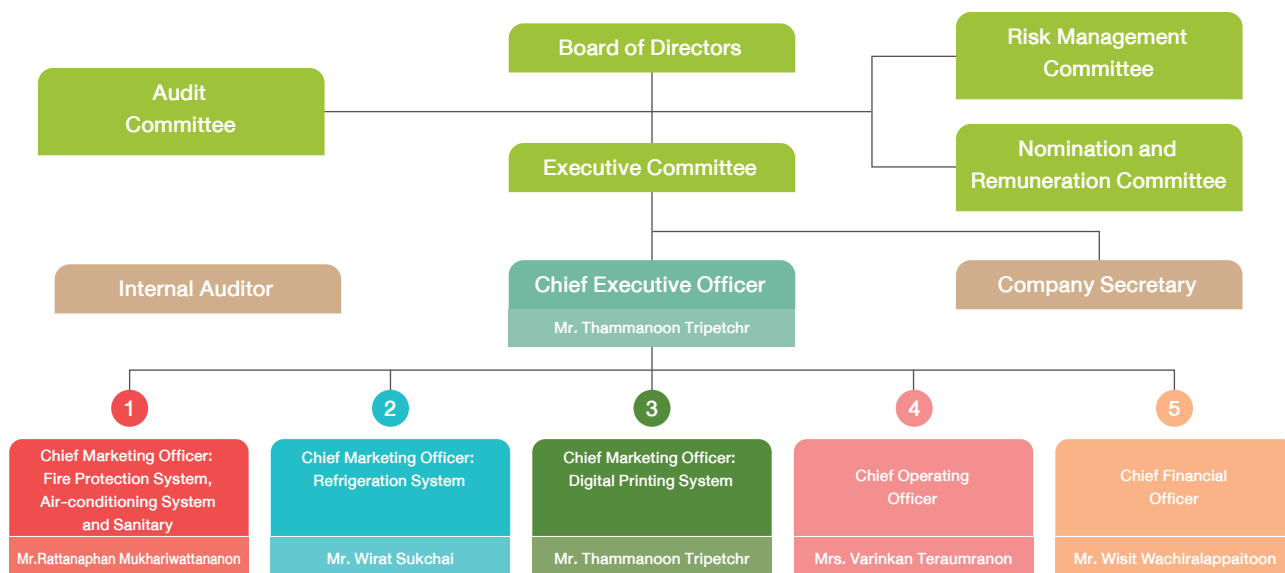 Board of Directors
Risk Management
Committee
Audit
Committee
Executive Committee
Nomination and
Remuneration Committee
Internal Auditor
Chief Executive Officer
Mr. Thammanoon Tripetchr
Company Secretary
1
Chief Marketing Officer:
Fire Protection System,
Air-conditioning System
and Sanitary
Mr.Rattanaphan Mukhariwattananon
2
Chief Marketing Officer:
Refrigeration System
Mr. Wirat Sukchai
3
Chief Marketing Officer:
Digital Printing System
Mr. Thammanoon Tripetchr
4
Chief Operating
Officer
Mrs. Varinkan Teraumranon
5
Chief Financial
Officer
Mr. Wisit Wachiralappaitoon